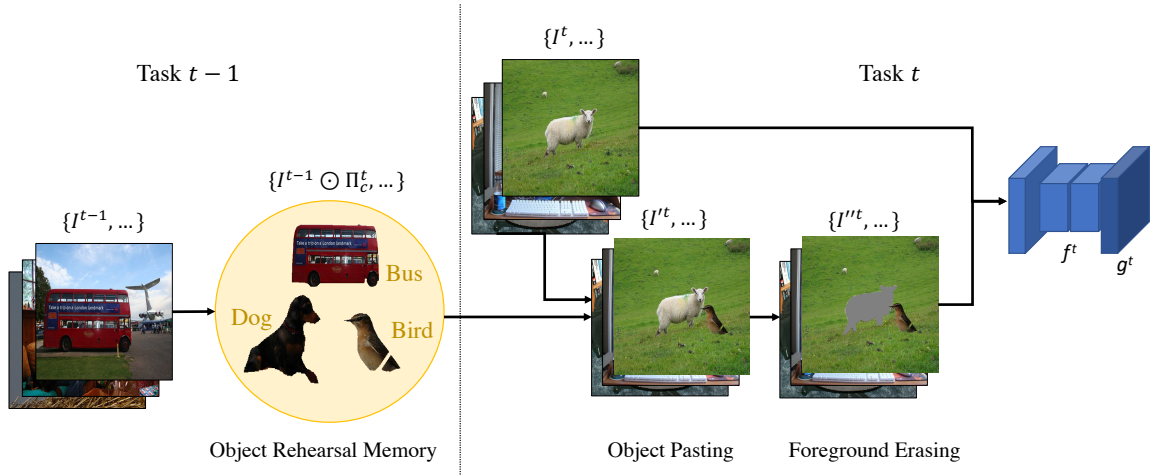 Task t − 1
Task t
{I^t, …}
{I^{t−1} ⊙ Π_c^t, …}
{I^{t−1}, …}
{I′^t, …}
{I″^t, …}
Bus
Dog
Bird
f^t
g^t
Object Rehearsal Memory
Object Pasting
Foreground Erasing